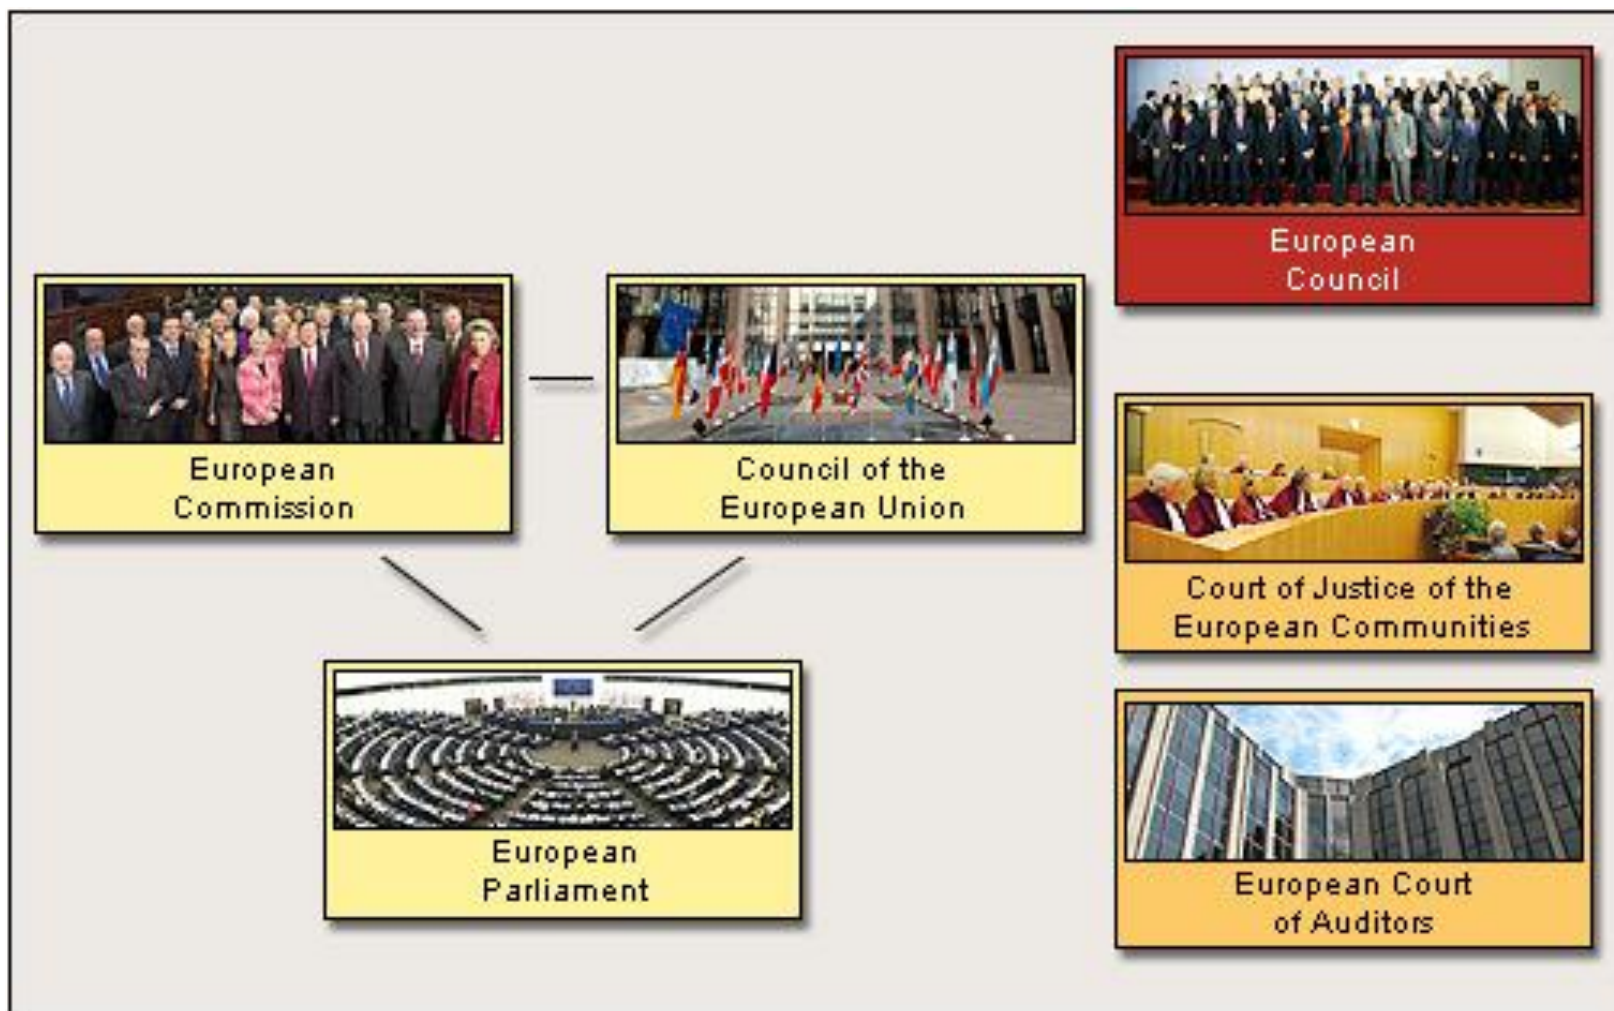 European
Council
European
Commission
Council of the
European Union
Court of Justice of the
European Communities
European
Parliament
European Court
of Auditors